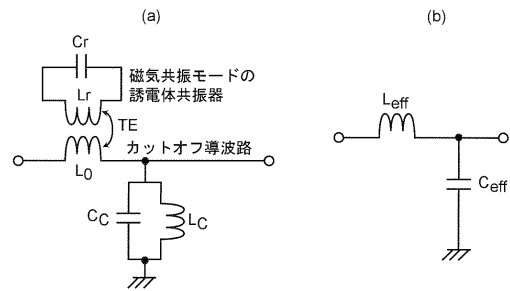 (a)
(b)
Cr
磁気共振モードの
誘電体共振器
Lr
TE
カットオフ導波路
L0
CC
LC
Leff
Ceff